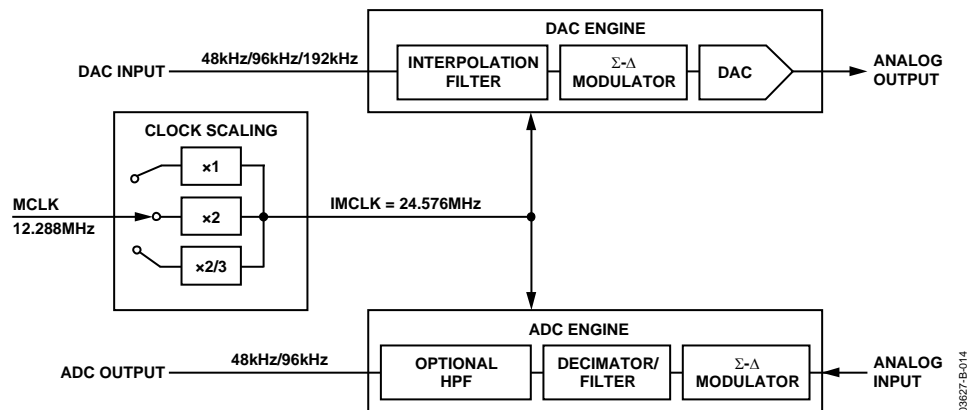 DAC ENGINE
DAC INPUT
48kHz/96kHz/192kHz
INTERPOLATION
FILTER
Σ-Δ
MODULATOR
DAC
ANALOG
OUTPUT
CLOCK SCALING
×1
MCLK
12.288MHz
×2
IMCLK = 24.576MHz
×2/3
ADC ENGINE
ADC OUTPUT
48kHz/96kHz
OPTIONAL
HPF
DECIMATOR/
FILTER
Σ-Δ
MODULATOR
ANALOG
INPUT
03627-B-014